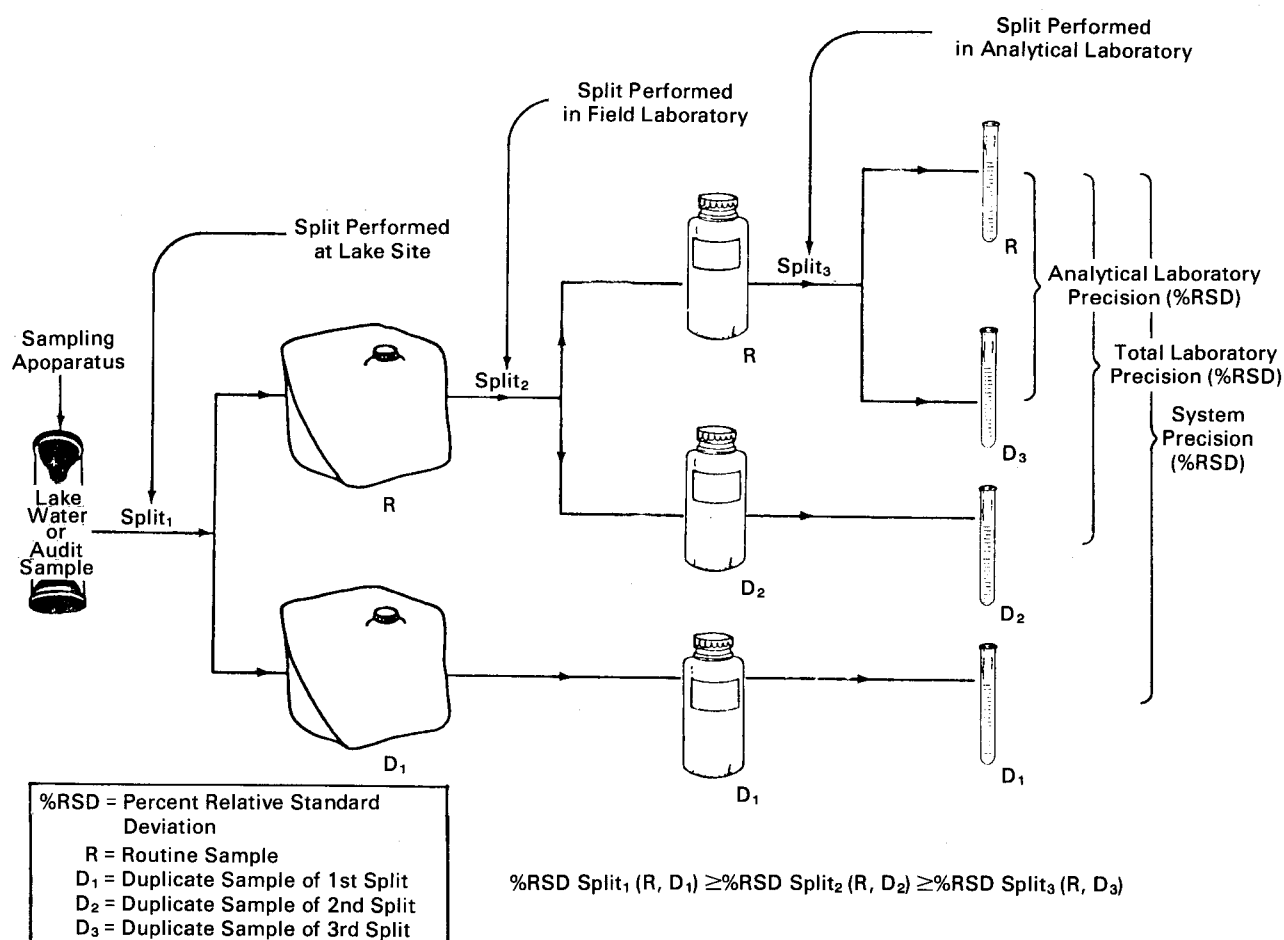 Split Performed
in Analytical Laboratory
Split Performed
in Field Laboratory
Split Performed
at Lake Site
Sampling
Apoparatus
Lake
Water
or
Audit
Sample
Split₁
R
Split₂
R
Split₃
R
Analytical Laboratory
Precision (%RSD)
Total Laboratory
Precision (%RSD)
System
Precision
(%RSD)
D₃
D₂
D₂
D₁
D₁
D₁
%RSD = Percent Relative Standard
Deviation
R = Routine Sample
D₁ = Duplicate Sample of 1st Split
D₂ = Duplicate Sample of 2nd Split
D₃ = Duplicate Sample of 3rd Split
%RSD Split₁ (R, D₁) ≥%RSD Split₂ (R, D₂) ≥%RSD Split₃ (R, D₃)